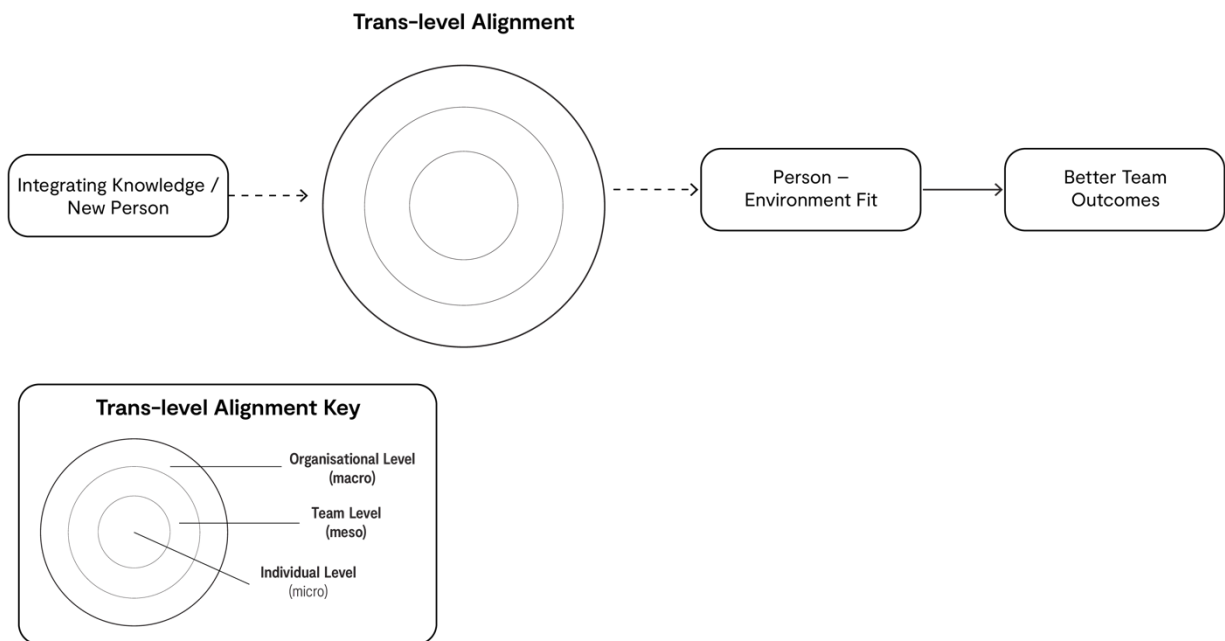 Trans-level Alignment
Integrating Knowledge /
New Person
Person –
Environment Fit
Better Team
Outcomes
Trans-level Alignment Key
Organisational Level
(macro)
Team Level
(meso)
Individual Level
(micro)